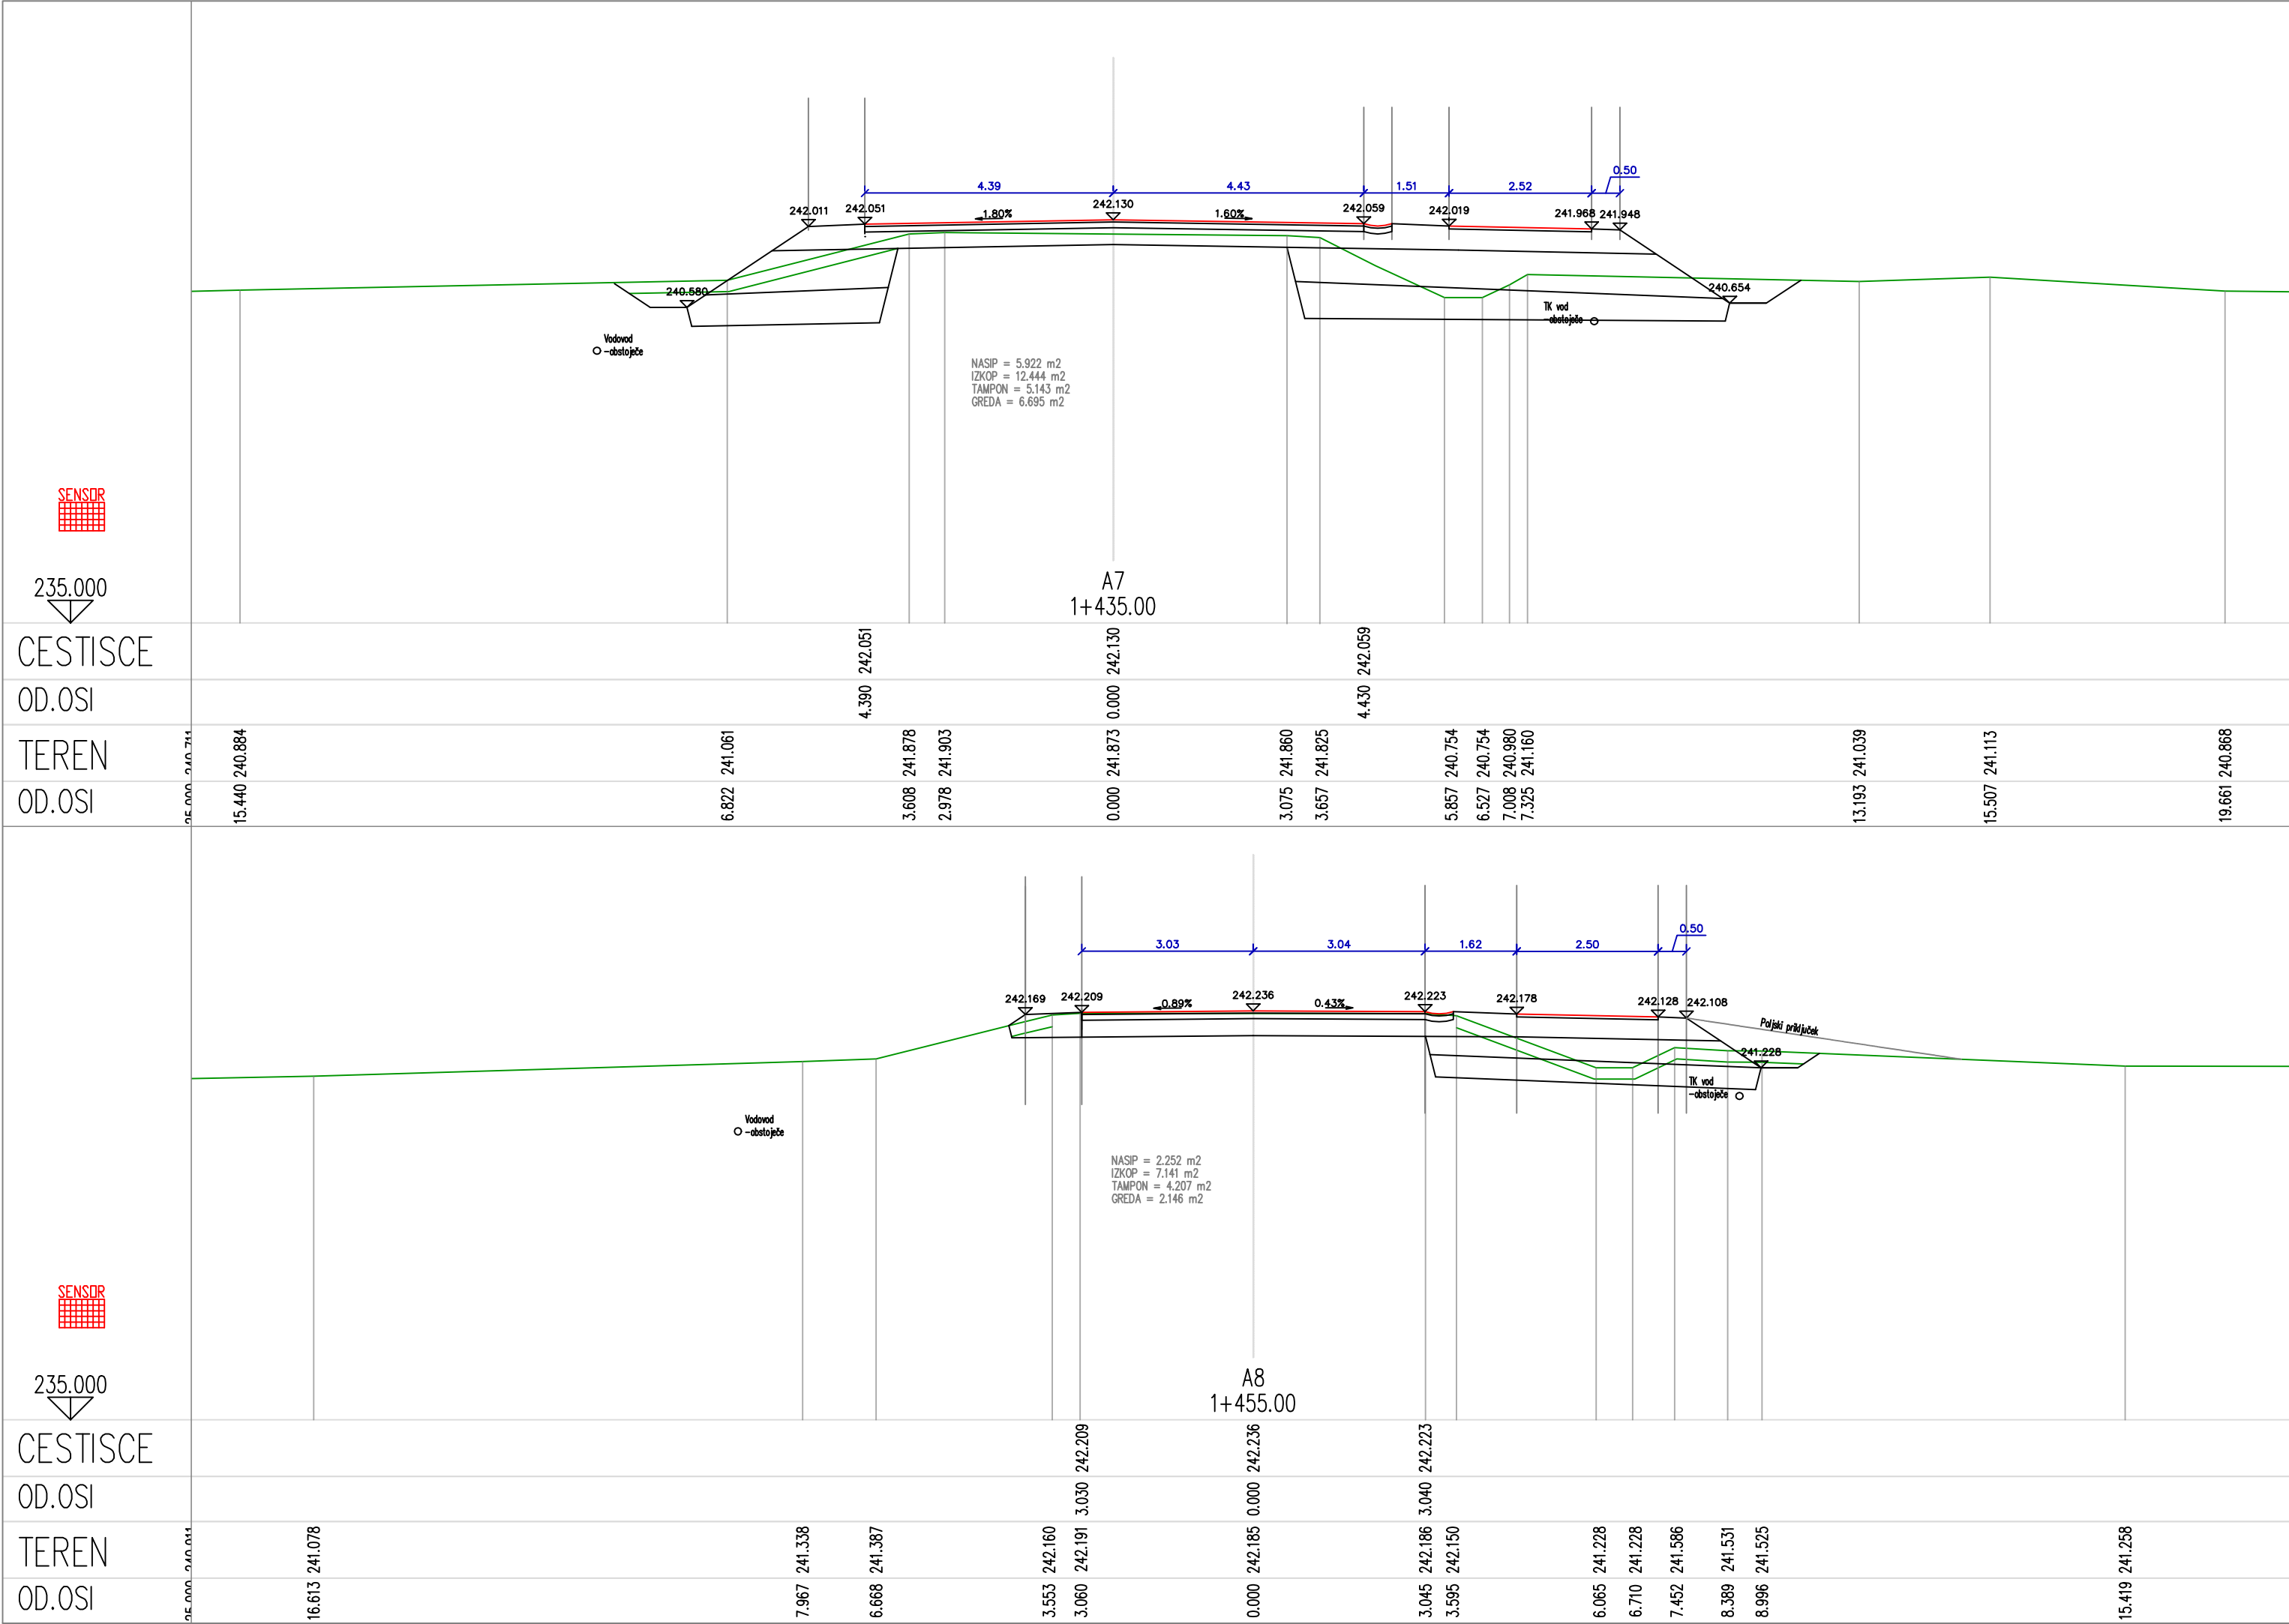 0.50
4.39 4.43 1.51 2.52
242.011 242.051 242.130 242.059 242.019 241.968 241.948
1.80% 1.60%
240.580 240.654
TK vod
-obstoječe
Vodovod
-obstoječe
NASIP = 5.922 m2
IZKOP = 12.444 m2
TAMPON = 5.143 m2
GREDA = 6.695 m2
SENSOR
235.000
A7
1+435.00
CESTISCE 242.051 242.130 242.059
OD.OSI 4.390 0.000 4.430
TEREN 240.884 241.061 241.878 241.903 241.873 241.860 241.825 240.754 240.754 240.980 241.160 241.039 241.113 240.868
OD.OSI 15.440 6.822 3.608 2.978 0.000 3.075 3.657 5.857 6.527 7.008 7.325 13.193 15.507 19.661
0.50
3.03 3.04 1.62 2.50
242.169 242.209 242.236 242.223 242.178 242.128 242.108
0.89% 0.43%
Poljski priključek
241.228
TK vod
-obstoječe
Vodovod
-obstoječe
NASIP = 2.252 m2
IZKOP = 7.141 m2
TAMPON = 4.207 m2
GREDA = 2.146 m2
SENSOR
235.000
A8
1+455.00
CESTISCE 242.209 242.236 242.223
OD.OSI 3.030 0.000 3.040
TEREN 241.078 241.338 241.387 242.160 242.191 242.185 242.186 242.150 241.228 241.228 241.586 241.531 241.525 241.258
OD.OSI 16.613 7.967 6.668 3.553 3.060 0.000 3.045 3.595 6.065 6.710 7.452 8.389 8.996 15.419